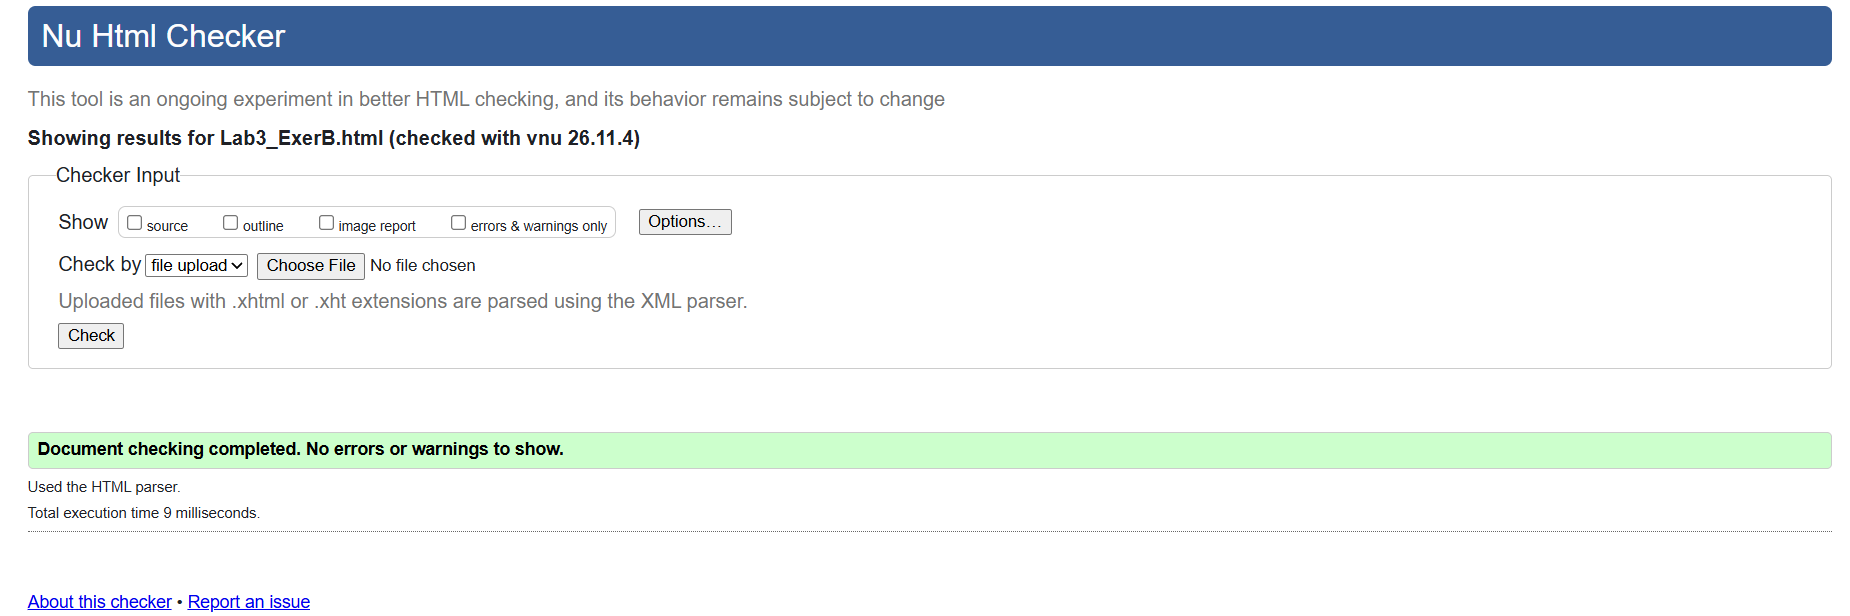 Nu Html Checker
This tool is an ongoing experiment in better HTML checking, and its behavior remains subject to change
Showing results for Lab3_ExerB.html (checked with vnu 26.11.4)
Checker Input
Show source outline image report errors & warnings only Options...
Check by file upload Choose File No file chosen
Uploaded files with .xhtml or .xht extensions are parsed using the XML parser.
Check
Document checking completed. No errors or warnings to show.
Used the HTML parser.
Total execution time 9 milliseconds.
About this checker • Report an issue